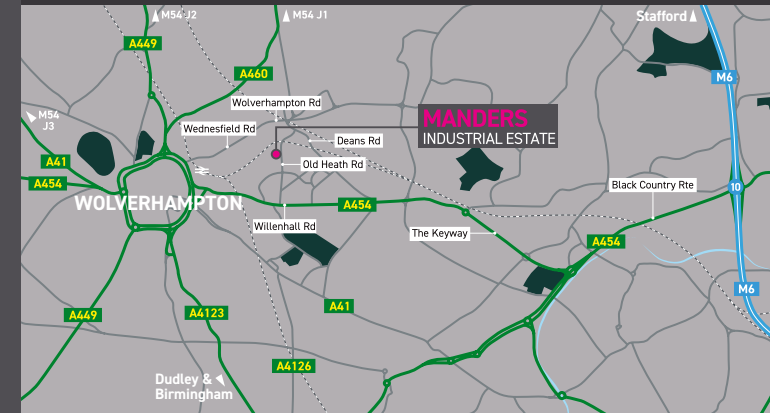 M54 J2
M54 J1
Stafford
A449
A460
M6
Wolverhampton Rd
M54
J3
Wednesfield Rd
MANDERS
INDUSTRIAL ESTATE
Deans Rd
A41
Old Heath Rd
A454
Black Country Rte
10
WOLVERHAMPTON
A454
Willenhall Rd
The Keyway
A454
M6
A449
A4123
A41
A4126
Dudley &
Birmingham